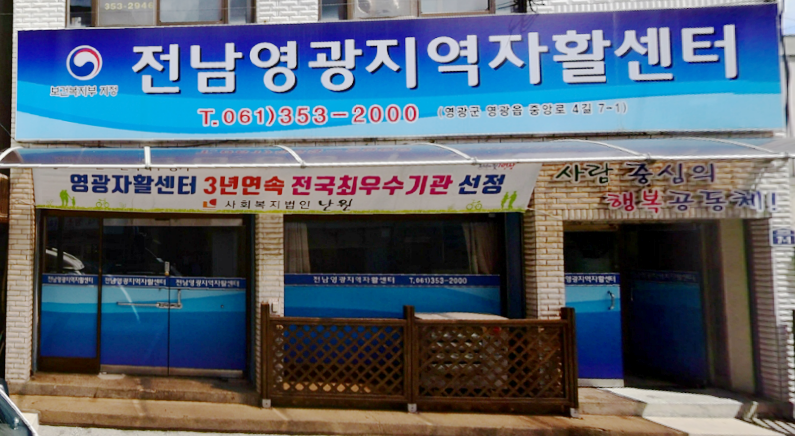 353-2946
전남영광지역자활센터
보건복지부 지정
T. 061)353-2000 (영광군 영광읍 중앙로 4길 7-1)
영광자활센터 3년연속 전국최우수기관 선정
사회복지법인 난원
사람 중심의
행복공동체!
전남영광지역자활센터 전남영광지역자활센터 전남영광지역자활센터
전남영광지역자활센터 T. 061)353-2000
영광지역자활센터